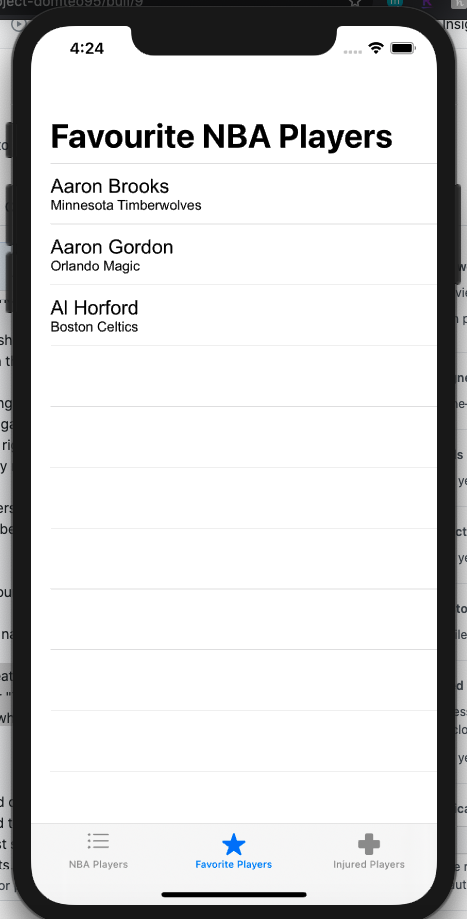 4:24
Favourite NBA Players
Aaron Brooks
Minnesota Timberwolves
Aaron Gordon
Orlando Magic
Al Horford
Boston Celtics
NBA Players
Favorite Players
Injured Players